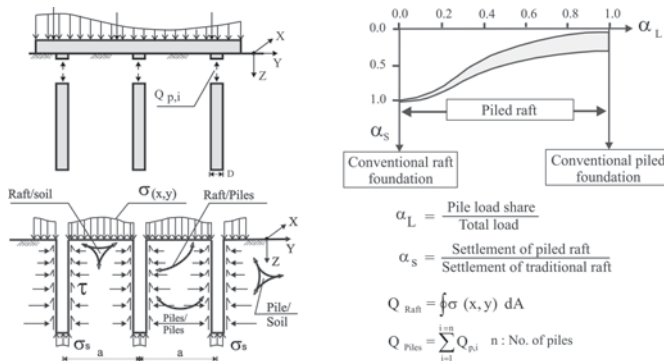 X
Y
Z
Q p,i
D
Raft/soil
σ(x,y)
Raft/Piles
X
Y
Z
τ
Pile/
Soil
Piles/
Piles
σs
σs
a
a
0.0 0.2 0.4 0.6 0.8 1.0
αL
0.0
0.5
1.0
αS
Piled raft
Conventional raft
foundation
Conventional piled
foundation
αL = Pile load share
Total load
αs = Settlement of piled raft
Settlement of traditional raft
Q Raft = ∮σ (x, y) dA
Q Piles = ∑ i=n i=1 Qp,i n : No. of piles